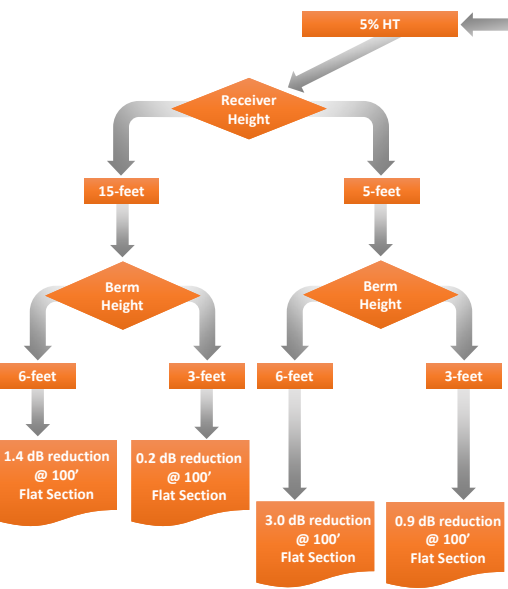 5% HT
Receiver
Height
15-feet
5-feet
Berm
Height
Berm
Height
6-feet
3-feet
6-feet
3-feet
1.4 dB reduction
@ 100’
Flat Section
0.2 dB reduction
@ 100’
Flat Section
3.0 dB reduction
@ 100’
Flat Section
0.9 dB reduction
@ 100’
Flat Section